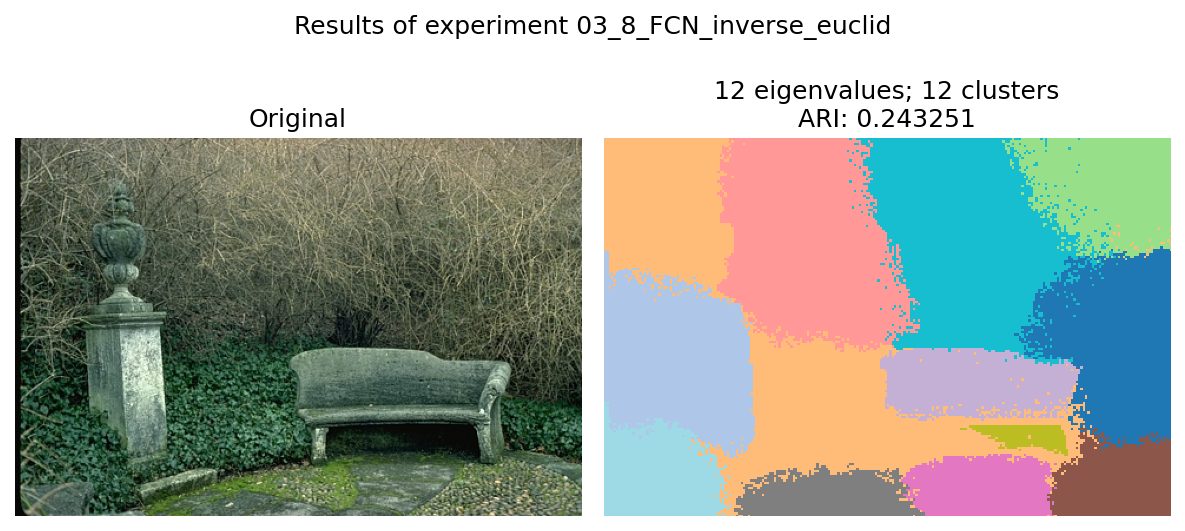 Results of experiment 03_8_FCN_inverse_euclid
Original
12 eigenvalues; 12 clusters
ARI: 0.243251